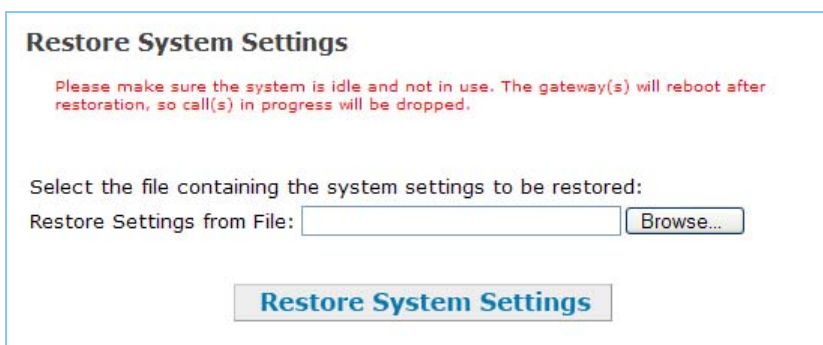 Restore System Settings
Please make sure the system is idle and not in use. The gateway(s) will reboot after
restoration, so call(s) in progress will be dropped.
Select the file containing the system settings to be restored:
Restore Settings from File: Browse...
Restore System Settings